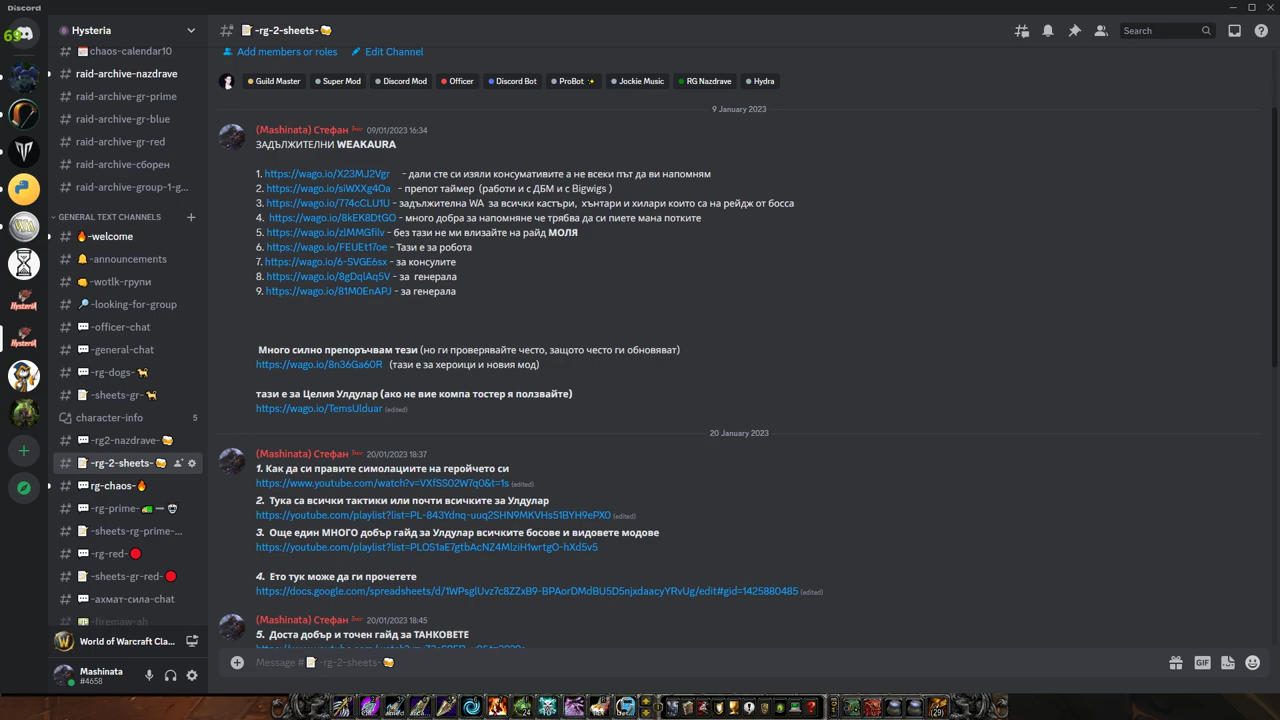 Discord
Hysteria
-rg-2-sheets-
Search
chaos-calendar10
raid-archive-nazdrave
raid-archive-gr-prime
raid-archive-gr-blue
raid-archive-gr-red
raid-archive-сборен
raid-archive-group-1-g...
GENERAL TEXT CHANNELS
-welcome
-announcements
-wotlk-групи
-looking-for-group
-officer-chat
-general-chat
-rg-dogs-
-sheets-gr-
character-info 5
-rg2-nazdrave-
-rg-2-sheets-
rg-chaos-
-rg-prime-
-sheets-rg-prime-...
-rg-red-
-sheets-gr-red-
-ахмат-сила-chat
-firemaw-ah
World of Warcraft Cla...
Mashinata
#4658
Add members or roles Edit Channel
Guild Master Super Mod Discord Mod Officer Discord Bot ProBot Jockie Music RG Nazdrave Hydra
9 January 2023
(Mashinata) Стефан 09/01/2023 16:34
ЗАДЪЛЖИТЕЛНИ WEAKAURA
1. https://wago.io/X23MJ2Vgr - дали сте си изяли консумативите а не всеки път да ви напомням
2. https://wago.io/siWXXg4Oa - препот таймер (работи и с ДБМ и с Bigwigs )
3. https://wago.io/774cCLU1U - задължителна WA за всички кастъри, хънтари и хилари които са на рейдж от босса
4. https://wago.io/8kEK8DtGO - много добра за напомняне че трябва да си пиете мана потките
5. https://wago.io/zlMMGfilv - без тази не ми влизайте на райд МОЛЯ
6. https://wago.io/FEUEt17oe - Тази е за робота
7. https://wago.io/6-SVGE6sx - за консулите
8. https://wago.io/8gDqlAq5V - за генерала
9. https://wago.io/81M0EnAPJ - за генерала
Много силно препоръчвам тези (но ги проверявайте често, защото често ги обновяват)
https://wago.io/8n36Ga60R (тази е за хероици и новия мод)
тази е за Целия Улдулар (ако не вие компа тостер я ползвайте)
https://wago.io/TemsUlduar (edited)
20 January 2023
(Mashinata) Стефан 20/01/2023 18:37
1. Как да си правите симолациите на геройчето си
https://www.youtube.com/watch?v=VXfSS02W7q0&t=1s (edited)
2. Тука са всички тактики или почти всичките за Улдулар
https://youtube.com/playlist?list=PL-843Ydnq-uuq2SHN9MKVHs51BYH9ePX0 (edited)
3. Още един МНОГО добър гайд за Улдулар всичките босове и видовете модове
https://youtube.com/playlist?list=PLOS1aE7gtbAcNZ4MlziH1wrtgO-hXd5v5
4. Ето тук може да ги прочетете
https://docs.google.com/spreadsheets/d/1WPsglUvz7c8ZZxB9-BPAorDMdBU5D5njxdaacyYRvUg/edit#gid=1425880485 (edited)
(Mashinata) Стефан 20/01/2023 18:45
5. Доста добър и точен гайд за ТАНКОВЕТЕ
Message # -rg-2-sheets-
GIF